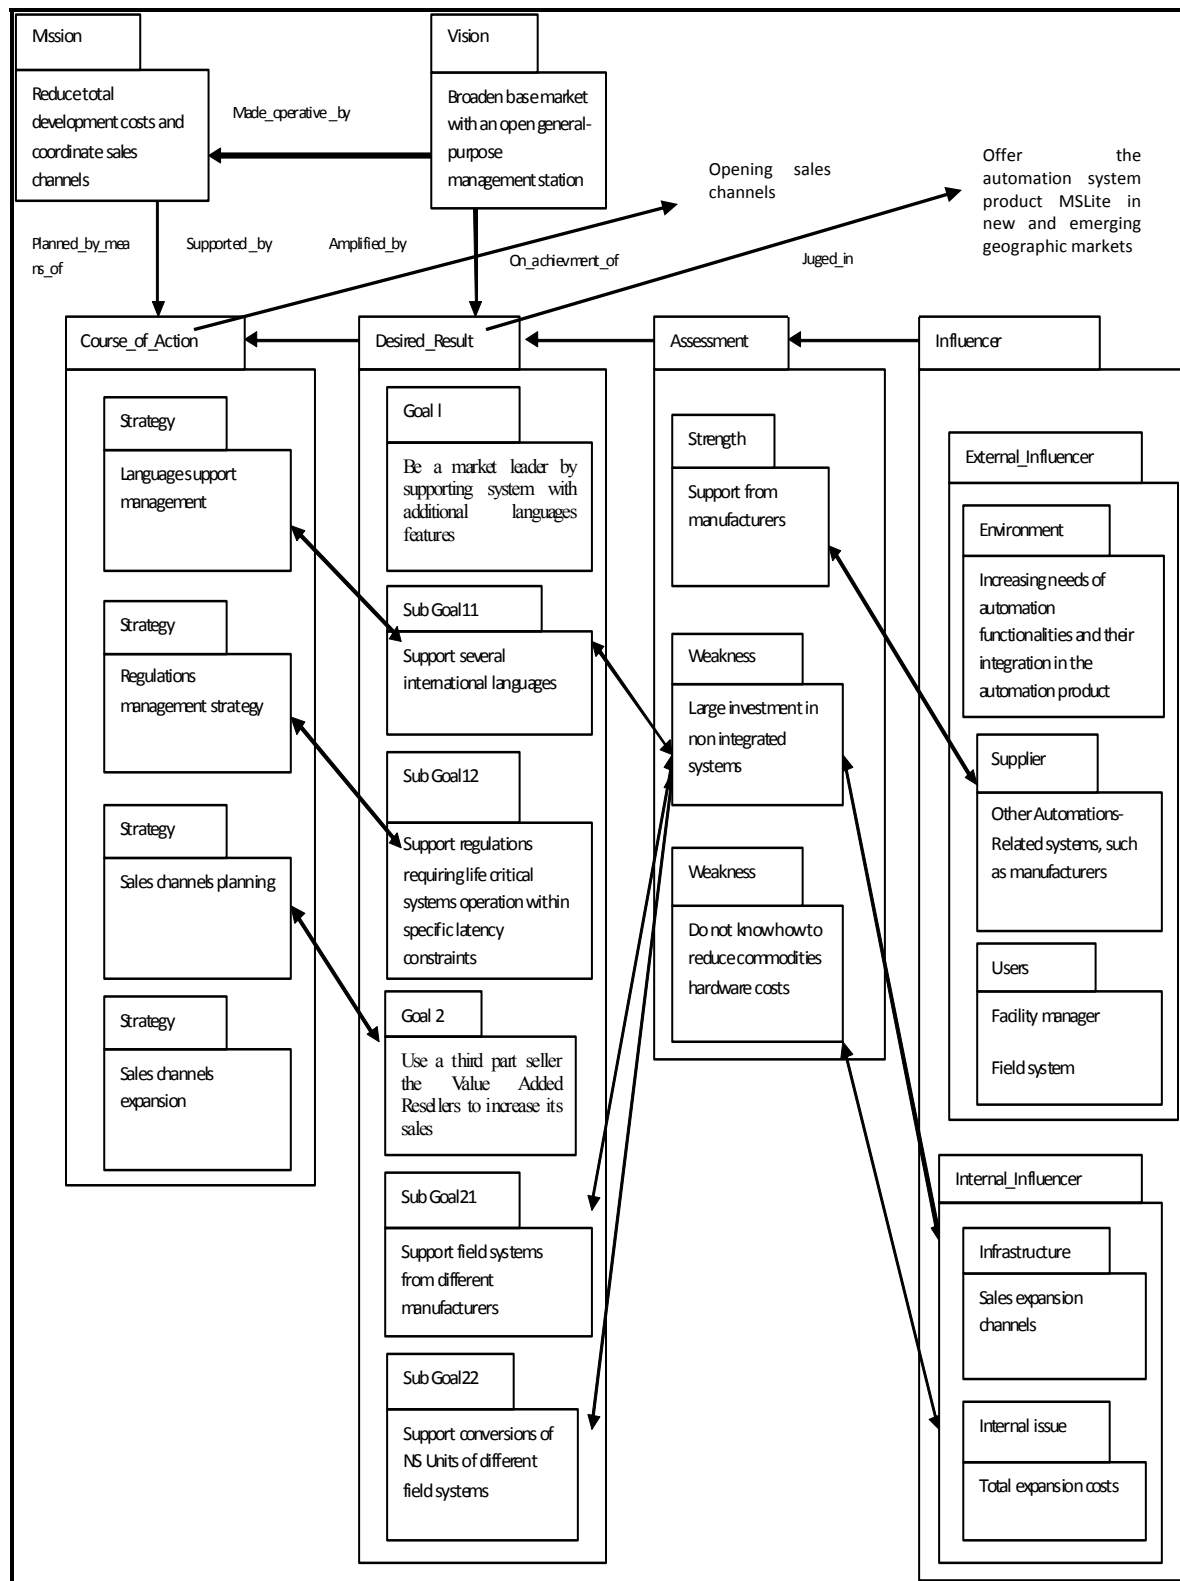 Mission
Reduce total
development costs and
coordinate sales
channels
Made_operative_by
Vision
Broaden base market
with an open general-
purpose
management station
Opening sales
channels
Offer the
automation system
product MSLite in
new and emerging
geographic markets
Planned_by_mea
ns_of
Supported_by
Amplified_by
On_achievment_of
Juged_in
Course_of_Action
Strategy
Language support
management
Strategy
Regulations
management strategy
Strategy
Sales channels planning
Strategy
Sales channels
expansion
Desired_Result
Goal I
Be a market leader by
supporting system with
additional languages
features
Sub Goal11
Support several
international languages
Sub Goal12
Support regulations
requiring life critical
systems operation within
specific latency
constraints
Goal 2
Use a third part seller
the Value Added
Resellers to increase its
sales
Sub Goal21
Support field systems
from different
manufacturers
Sub Goal22
Support conversions of
NS Units of different
field systems
Assessment
Strength
Support from
manufacturers
Weakness
Large investment in
non integrated
systems
Weakness
Do not know how to
reduce commodities
hardware costs
Influencer
External_Influencer
Environment
Increasing needs of
automation
functionalities and their
integration in the
automation product
Supplier
Other Automations-
Related systems, such
as manufacturers
Users
Facility manager
Field system
Internal_Influencer
Infrastructure
Sales expansion
channels
Internal issue
Total expansion costs